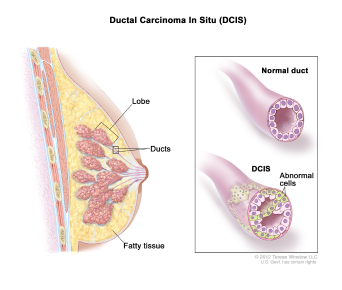 Ductal Carcinoma In Situ (DCIS)
Lobe
Ducts
Fatty tissue
Normal duct
DCIS
Abnormal
cells
© 2012 Terese Winslow LLC
U.S. Govt. has certain rights